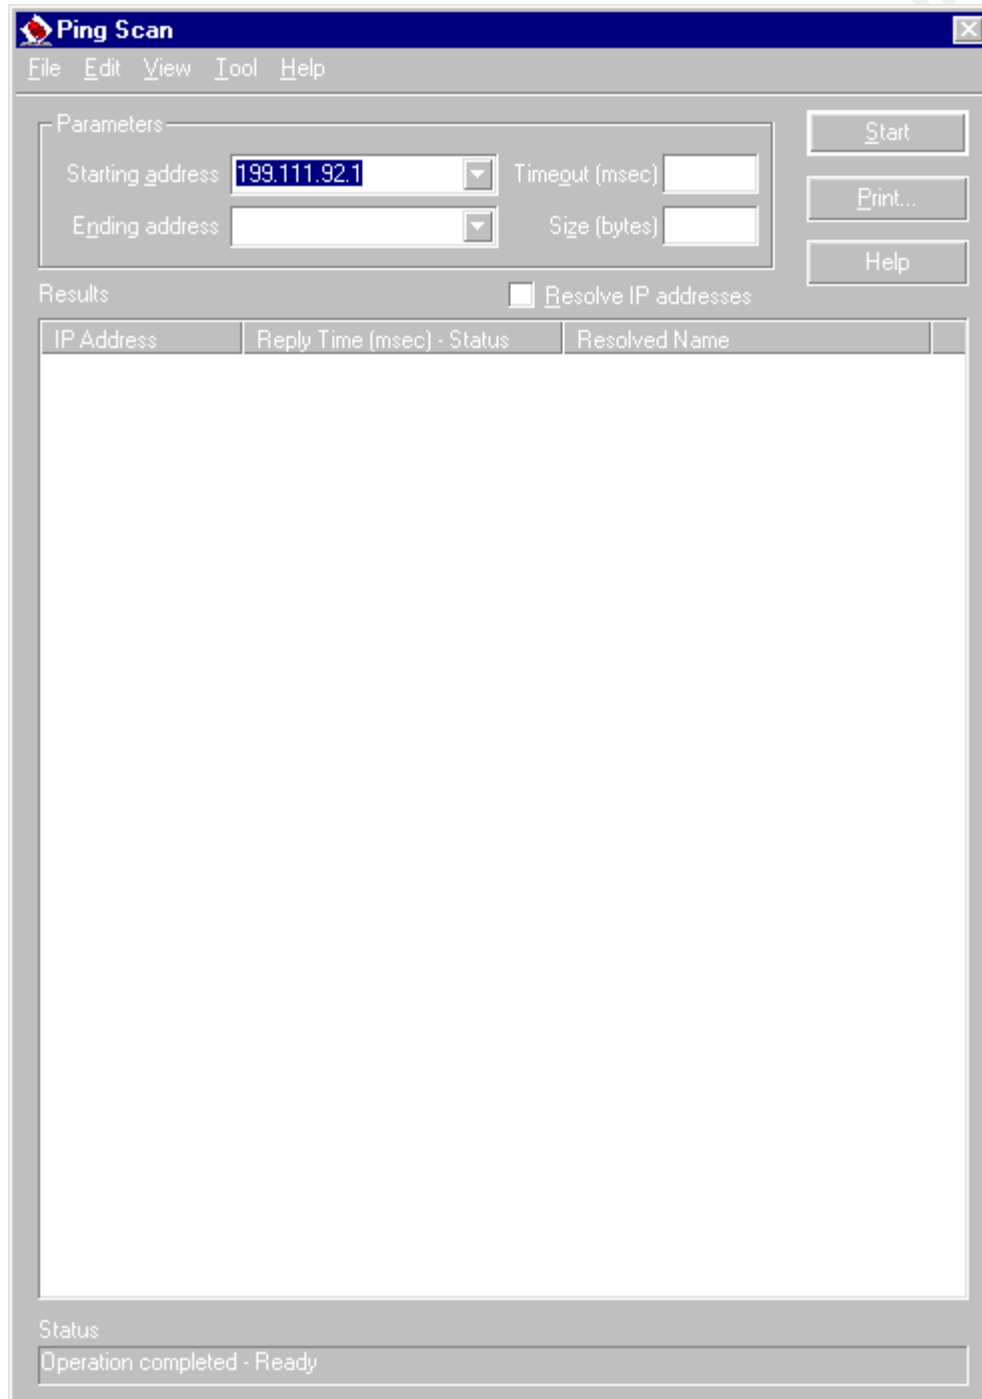 Ping Scan
File Edit View Tool Help
Parameters
Starting address 199.111.92.1 Timeout (msec)
Ending address Size (bytes)
Start
Print...
Help
Results Resolve IP addresses
IP Address Reply Time (msec) - Status Resolved Name
Status
Operation completed - Ready